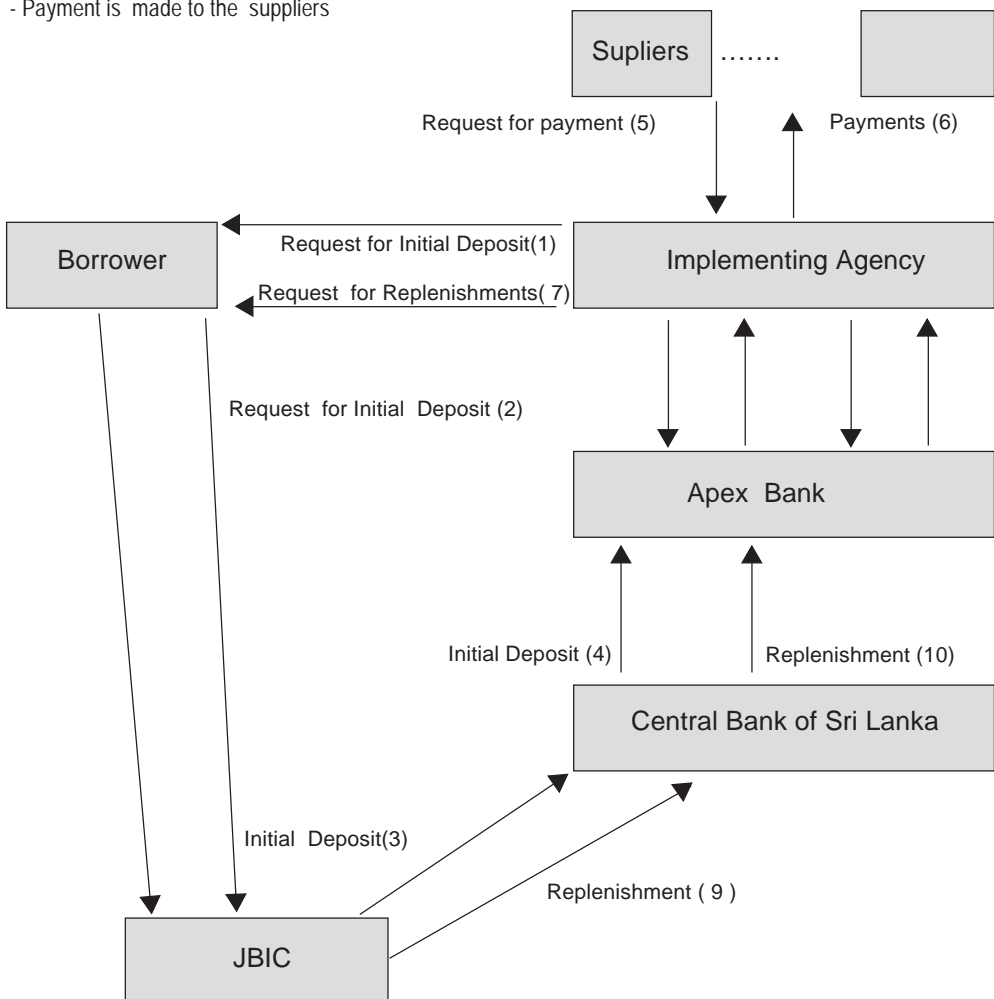 - Payment is made to the suppliers
Supliers .......
Request for payment (5)
Payments (6)
Borrower
Request for Initial Deposit(1)
Implementing Agency
Request for Replenishments( 7)
Request for Initial Deposit (2)
Apex Bank
Initial Deposit (4)
Replenishment (10)
Central Bank of Sri Lanka
Initial Deposit(3)
Replenishment ( 9 )
JBIC